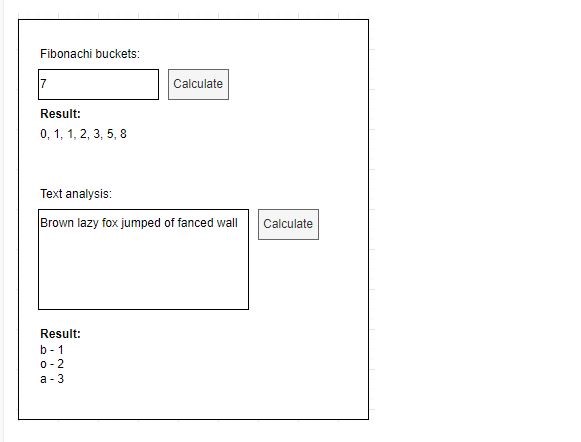 Fibonachi buckets:
7
Calculate
Result:
0, 1, 1, 2, 3, 5, 8
Text analysis:
Brown lazy fox jumped of fanced wall
Calculate
Result:
b - 1
o - 2
a - 3